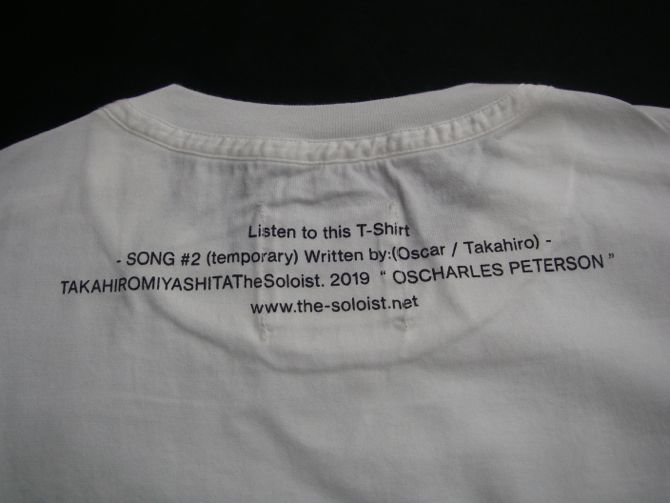 Listen to this T-Shirt
- SONG #2 (temporary) Written by:(Oscar / Takahiro) -
TAKAHIROMIYASHITATheSoloist. 2019 “ OSCHARLES PETERSON ”
www.the-soloist.net